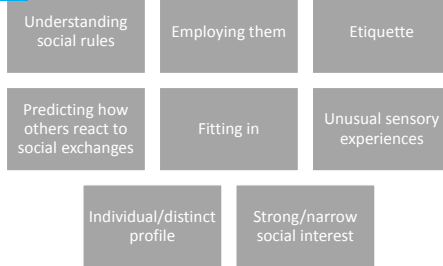 Understanding
social rules
Employing them
Etiquette
Predicting how
others react to
social exchanges
Fitting in
Unusual sensory
experiences
Individual/distinct
profile
Strong/narrow
social interest